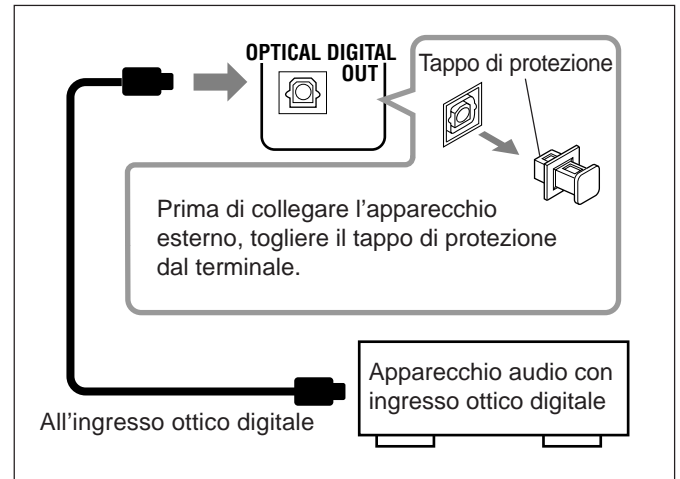 OPTICAL DIGITAL
OUT
Tappo di protezione
Prima di collegare l’apparecchio
esterno, togliere il tappo di protezione
dal terminale.
Apparecchio audio con
ingresso ottico digitale
All’ingresso ottico digitale